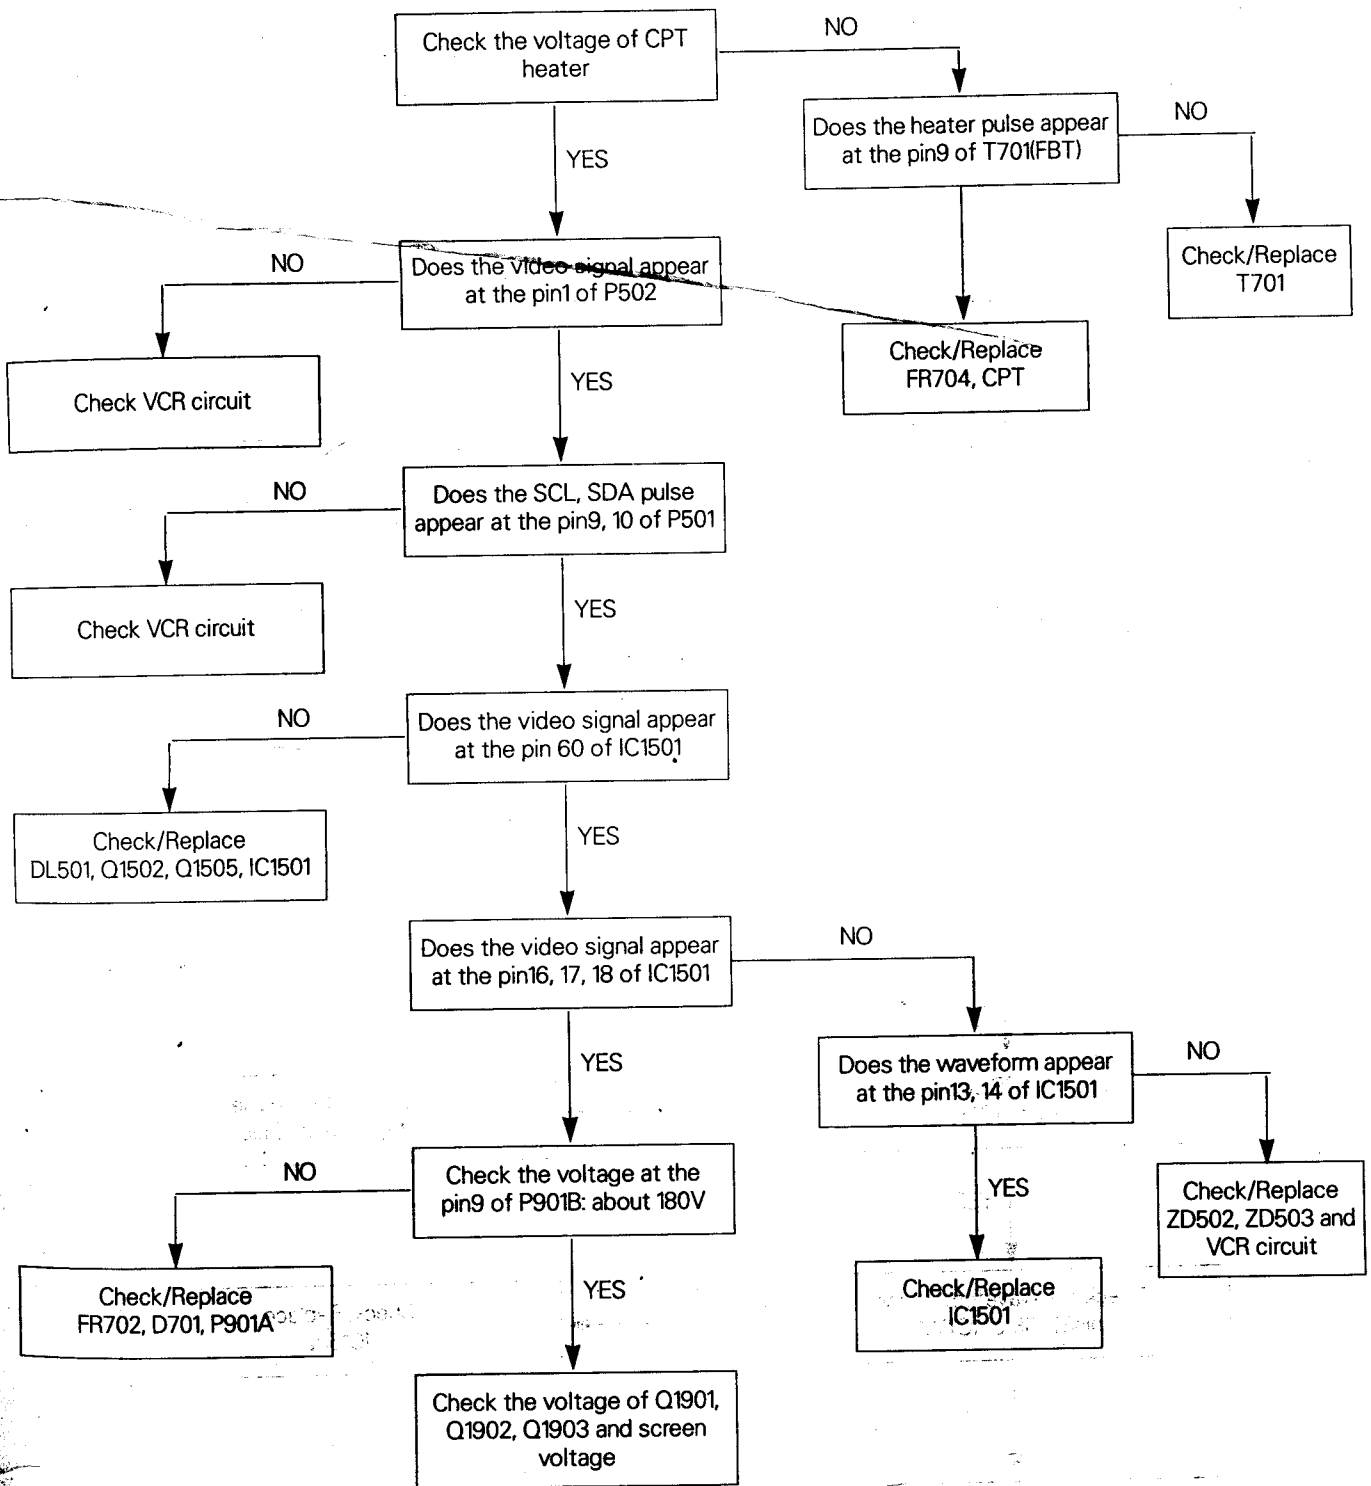 Check the voltage of CPT
heater
NO
Does the heater pulse appear
at the pin9 of T701(FBT)
NO
YES
Check/Replace
T701
Does the video signal appear
at the pin1 of P502
NO
Check/Replace
FR704, CPT
YES
Check VCR circuit
Does the SCL, SDA pulse
appear at the pin9, 10 of P501
NO
YES
Check VCR circuit
Does the video signal appear
at the pin 60 of IC1501
NO
YES
Check/Replace
DL501, Q1502, Q1505, IC1501
Does the video signal appear
at the pin16, 17, 18 of IC1501
NO
YES
Does the waveform appear
at the pin13, 14 of IC1501
NO
YES
Check/Replace
ZD502, ZD503 and
VCR circuit
Check/Replace
IC1501
Check the voltage at the
pin9 of P901B: about 180V
NO
YES
Check/Replace
FR702, D701, P901A
Check the voltage of Q1901,
Q1902, Q1903 and screen
voltage